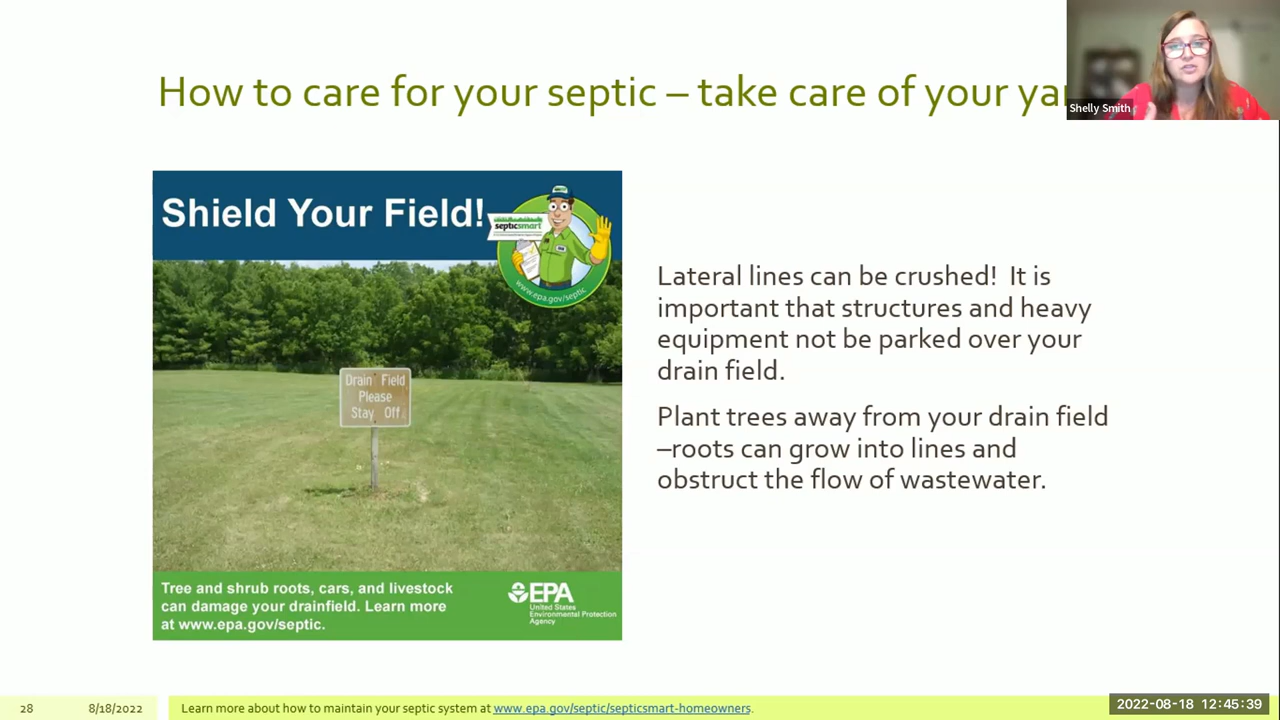 How to care for your septic – take care of your
Shelly Smith
Shield Your Field!
septicsmart
www.epa.gov/septic
Drain Field
Please
Stay Off
Tree and shrub roots, cars, and livestock
can damage your drainfield. Learn more
at www.epa.gov/septic.
EPA
United States
Environmental Protection
Agency
Lateral lines can be crushed!  It is
important that structures and heavy
equipment not be parked over your
drain field.
Plant trees away from your drain field
–roots can grow into lines and
obstruct the flow of wastewater.
28
8/18/2022
Learn more about how to maintain your septic system at www.epa.gov/septic/septicsmart-homeowners.
2022-08-18 12:45:39